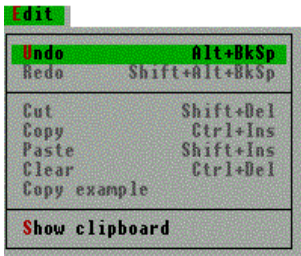 Edit
Undo Alt+BkSp
Redo Shift+Alt+BkSp
Cut Shift+Del
Copy Ctrl+Ins
Paste Shift+Ins
Clear Ctrl+Del
Copy example
Show clipboard